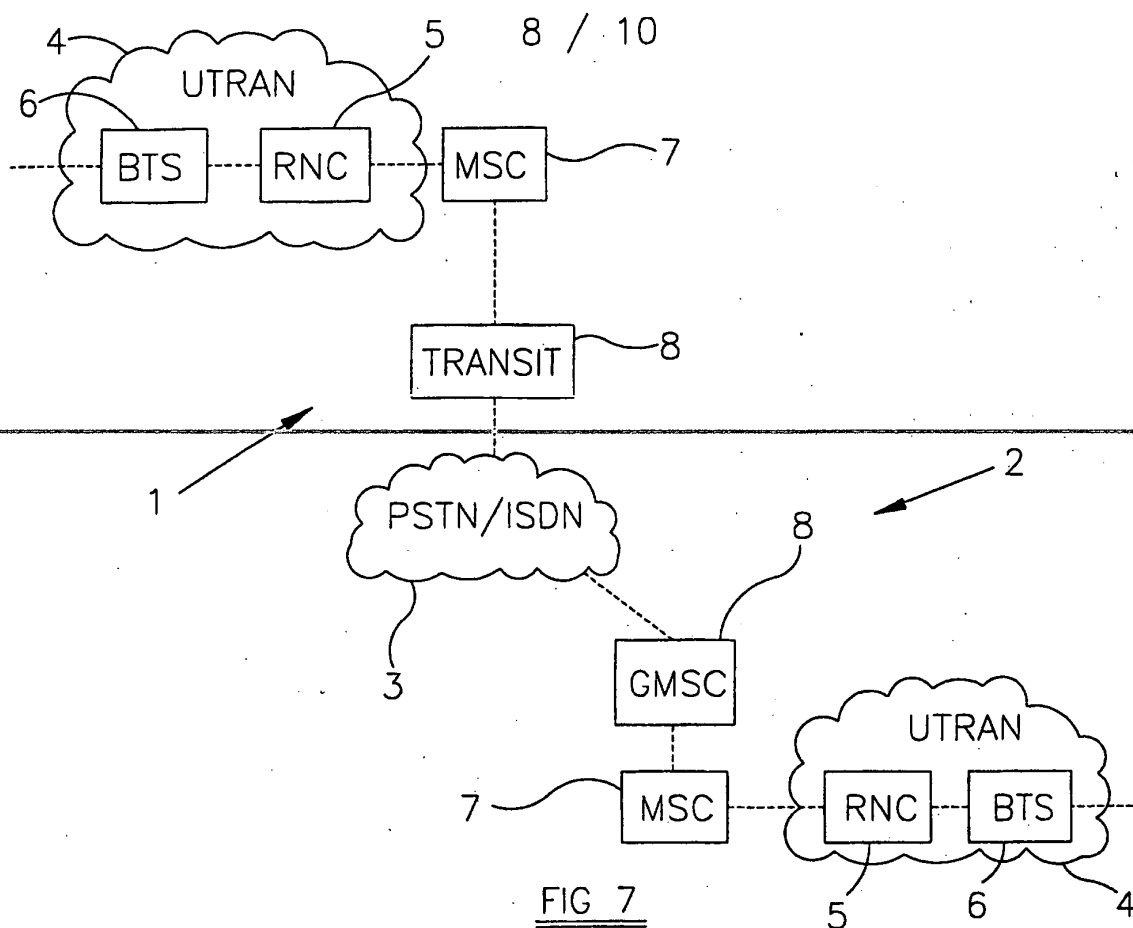 4
5
8 / 10
UTRAN
6
BTS
RNC
MSC
7
TRANSIT
8
1
2
PSTN/ISDN
8
3
GMSC
UTRAN
7
MSC
RNC
BTS
5
6
4
FIG 7